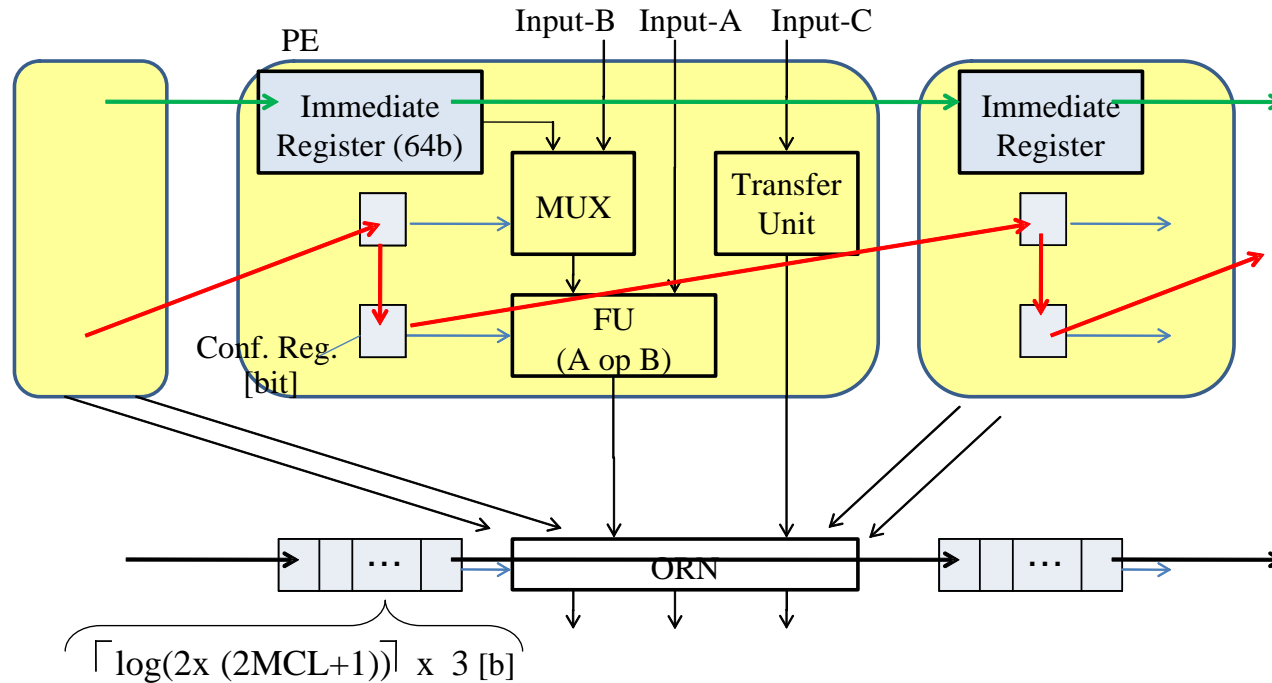 Input-B Input-A Input-C
PE
Immediate
Register (64b)
Immediate
Register
MUX
Transfer
Unit
FU
(A op B)
Conf. Reg.
[bit]
...
ORN
...
⌈log(2x (2MCL+1))⌉ x 3 [b]